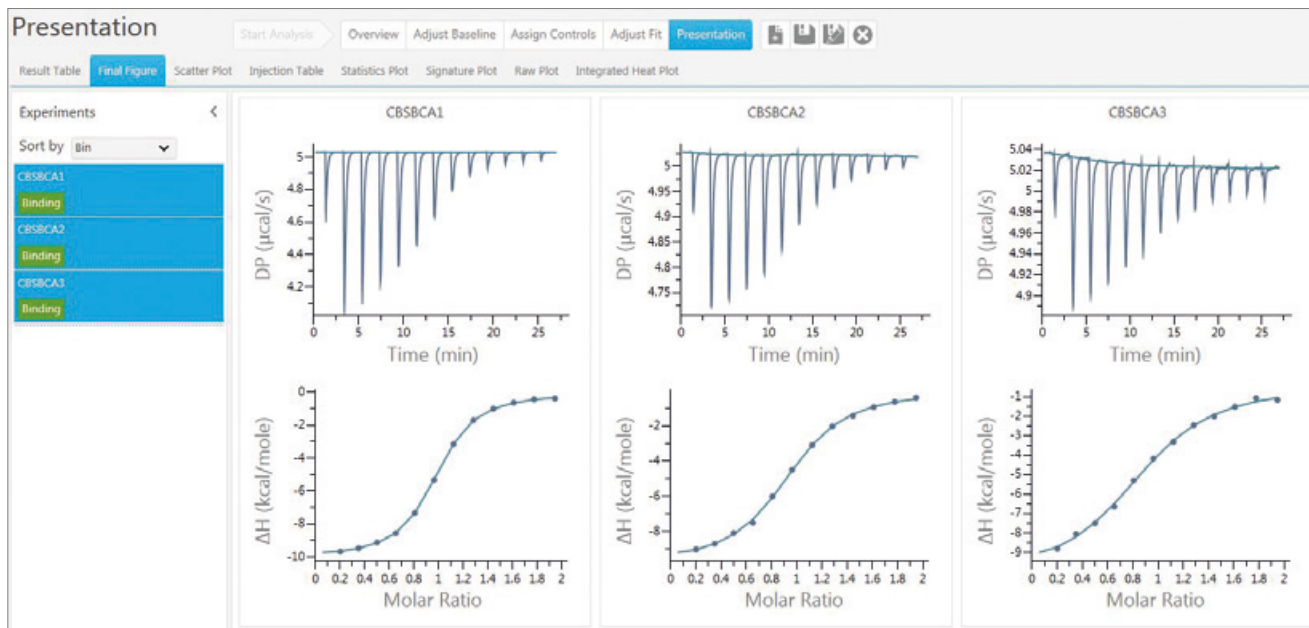 Presentation
Start Analysis Overview Adjust Baseline Assign Controls Adjust Fit Presentation
Result Table Final Figure Scatter Plot Injection Table Statistics Plot Signature Plot Raw Plot Integrated Heat Plot
Experiments
Sort by Bin
CBSBCA1
Binding
CBSBCA2
Binding
CBSBCA3
Binding
CBSBCA1
5
4.8
4.6
4.4
4.2
DP (µcal/s)
0 5 10 15 20 25
Time (min)
0
-2
-4
-6
-8
-10
ΔH (kcal/mole)
0 0.2 0.4 0.6 0.8 1 1.2 1.4 1.6 1.8 2
Molar Ratio
CBSBCA2
5
4.95
4.9
4.85
4.8
4.75
DP (µcal/s)
0 5 10 15 20 25
Time (min)
-2
-4
-6
-8
ΔH (kcal/mole)
0 0.2 0.4 0.6 0.8 1 1.2 1.4 1.6 1.8 2
Molar Ratio
CBSBCA3
5.04
5.02
5
4.98
4.96
4.94
4.92
4.9
DP (µcal/s)
0 5 10 15 20 25
Time (min)
-1
-2
-3
-4
-5
-6
-7
-8
-9
ΔH (kcal/mole)
0 0.2 0.4 0.6 0.8 1 1.2 1.4 1.6 1.8 2
Molar Ratio